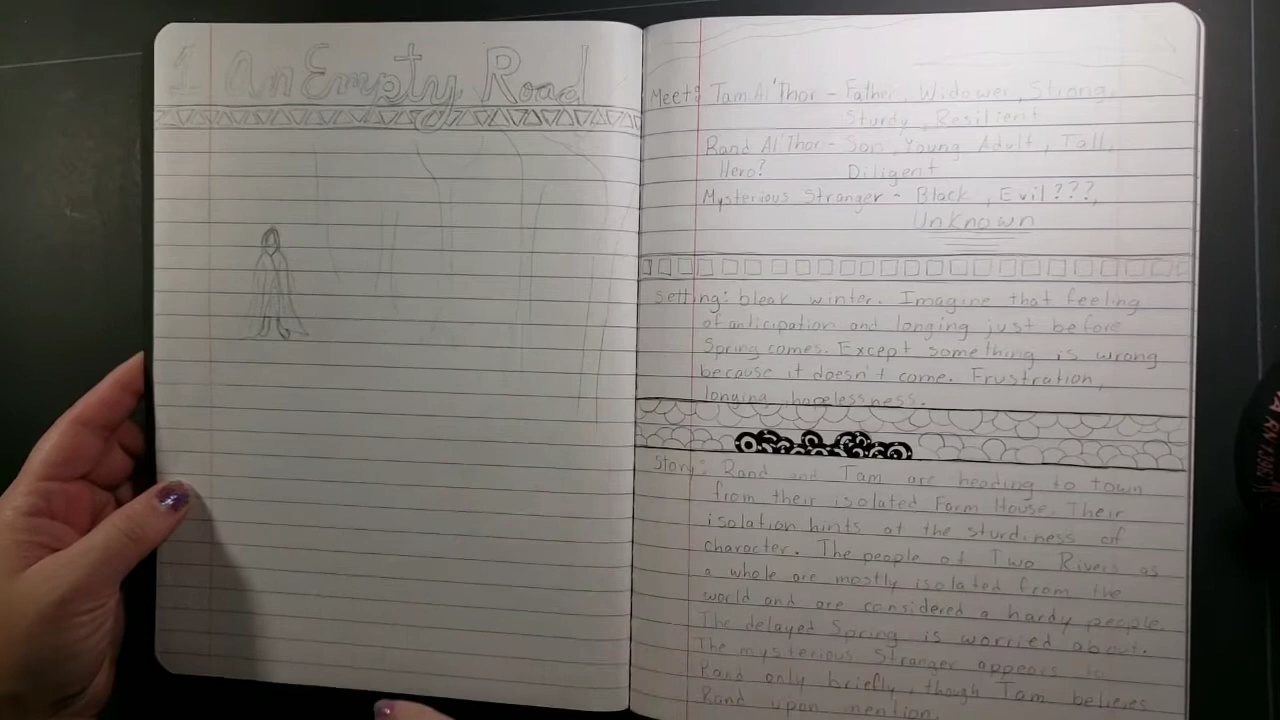 1 An Empty Road
Meet: Tam Al'Thor - Father, Widower, Strong,
Sturdy, Resilient
Rand Al'Thor - Son, Young Adult, Tall,
Hero? Diligent
Mysterious Stranger - Black, Evil???,
Unknown
Setting: bleak winter. Imagine that feeling
of anticipation and longing just before
Spring comes. Except something is wrong
because it doesn't come. Frustration,
longing, hopelessness.
Story: Rand and Tam are heading to town
from their isolated Farm House. Their
isolation hints at the sturdiness of
character. The people of Two Rivers as
a whole are mostly isolated from the
world and are considered a hardy people.
The delayed Spring is worried about.
The mysterious Stranger appears to
Rand only briefly, though Tam believes
Rand upon mention.